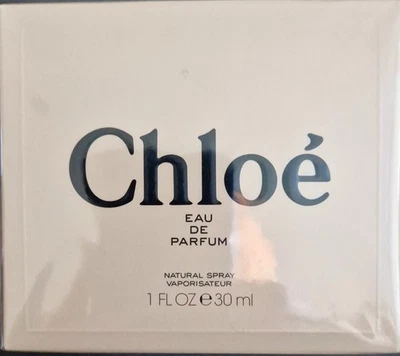 Chloé
EAU
DE
PARFUM
NATURAL SPRAY
VAPORISATEUR
1 FL OZ ℮ 30 ml